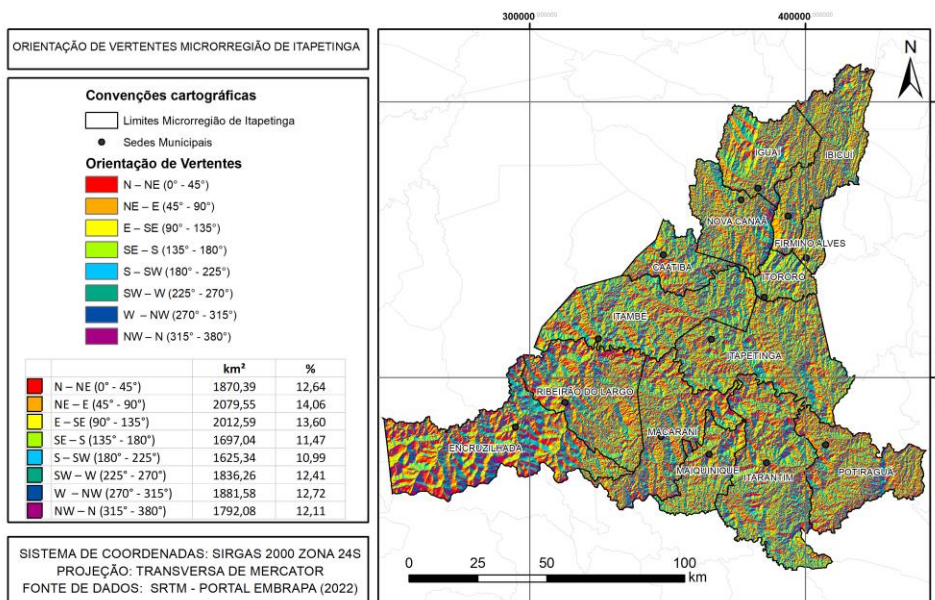 ORIENTAÇÃO DE VERTENTES MICRORREGIÃO DE ITAPETINGA
Convenções cartográficas
Limites Microrregião de Itapetinga
Sedes Municipais
Orientação de Vertentes
N – NE (0° - 45°)
NE – E (45° - 90°)
E – SE (90° - 135°)
SE – S (135° - 180°)
S – SW (180° - 225°)
SW – W (225° - 270°)
W – NW (270° - 315°)
NW – N (315° - 380°)
km² %
N – NE (0° - 45°) 1870,39 12,64
NE – E (45° - 90°) 2079,55 14,06
E – SE (90° - 135°) 2012,59 13,60
SE – S (135° - 180°) 1697,04 11,47
S – SW (180° - 225°) 1625,34 10,99
SW – W (225° - 270°) 1836,26 12,41
W – NW (270° - 315°) 1881,58 12,72
NW – N (315° - 380°) 1792,08 12,11
SISTEMA DE COORDENADAS: SIRGAS 2000 ZONA 24S
PROJEÇÃO: TRANSVERSA DE MERCATOR
FONTE DE DADOS: SRTM - PORTAL EMBRAPA (2022)
300000 400000
N
IGUAÍ
IBICUÍ
NOVA CANAÃ
FIRMINO ALVES
CAATIBA
ITORORÓ
ITAMBÉ
ITAPETINGA
RIBEIRÃO DO LARGO
MACARANI
ENCRUZILHADA
MAIQUINIQUE
ITARANTIM
POTIRAGUÁ
0 25 50 100
km